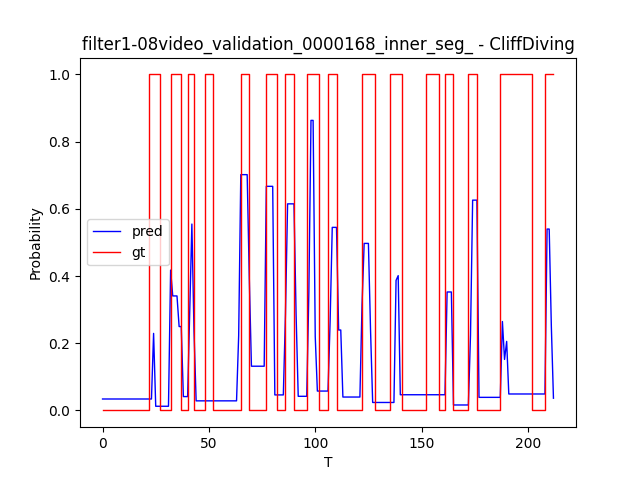 filter1-08video_validation_0000168_inner_seg_ - CliffDiving
1.0
0.8
0.6
0.4
0.2
0.0
Probability
pred
gt
0
50
100
150
200
T